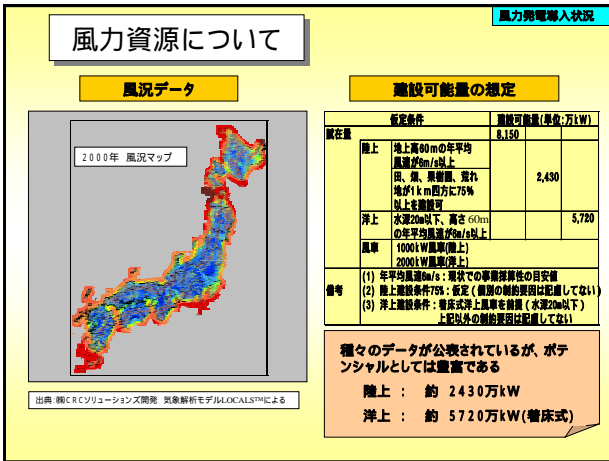 風力発電導入状況
風力資源について
風況データ
2000年 風況マップ
出典:㈱CRCソリューションズ開発 気象解析モデルLOCALS™による
建設可能量の想定
仮定条件 建設可能量(単位:万kW)
潜在量 8,150
陸上 地上高60mの年平均
風速が6m/s以上
田、畑、果樹園、荒れ
地が1km四方に75%
以上を建設可
2,430
洋上 水深20m以下、高さ60m
の年平均風速が6m/s以上
5,720
風車 1000kW風車(陸上)
2000kW風車(洋上)
備考 (1) 年平均風速6m/s:現状での事業採算性の目安値
(2) 陸上建設条件75%:仮定(個別の制約要因は配慮してない)
(3) 洋上建設条件:着床式洋上風車を前提(水深20m以下)
上記以外の制約要因は配慮してない
種々のデータが公表されているが、ポテ
ンシャルとしては豊富である
陸上: 約 2430万kW
洋上: 約 5720万kW(着床式)